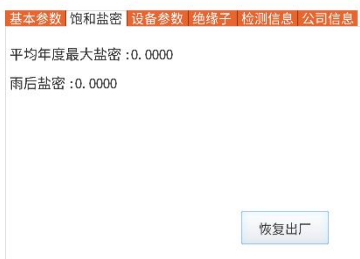 基本参数 饱和盐密 设备参数 绝缘子 检测信息 公司信息
平均年度最大盐密 :0.0000
雨后盐密 :0.0000
恢复出厂